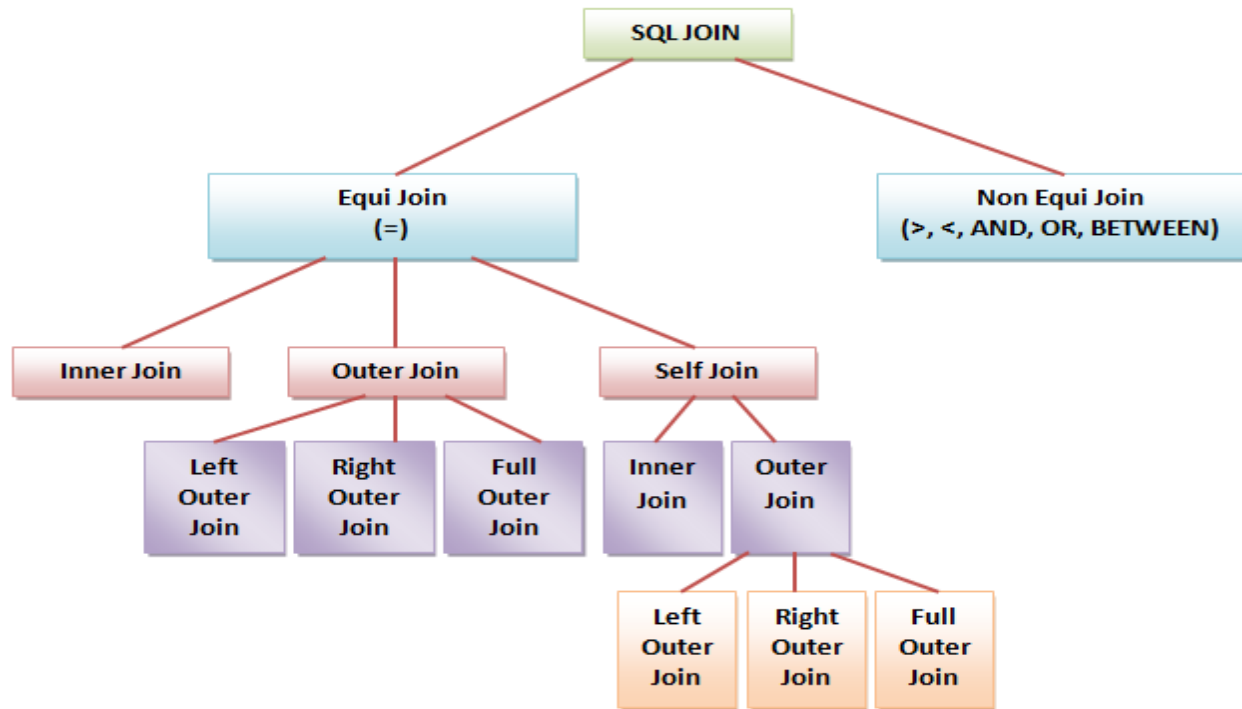 SQL JOIN
Equi Join
(=)
Non Equi Join
(>, <, AND, OR, BETWEEN)
Inner Join
Outer Join
Self Join
Left
Outer
Join
Right
Outer
Join
Full
Outer
Join
Inner
Join
Outer
Join
Left
Outer
Join
Right
Outer
Join
Full
Outer
Join